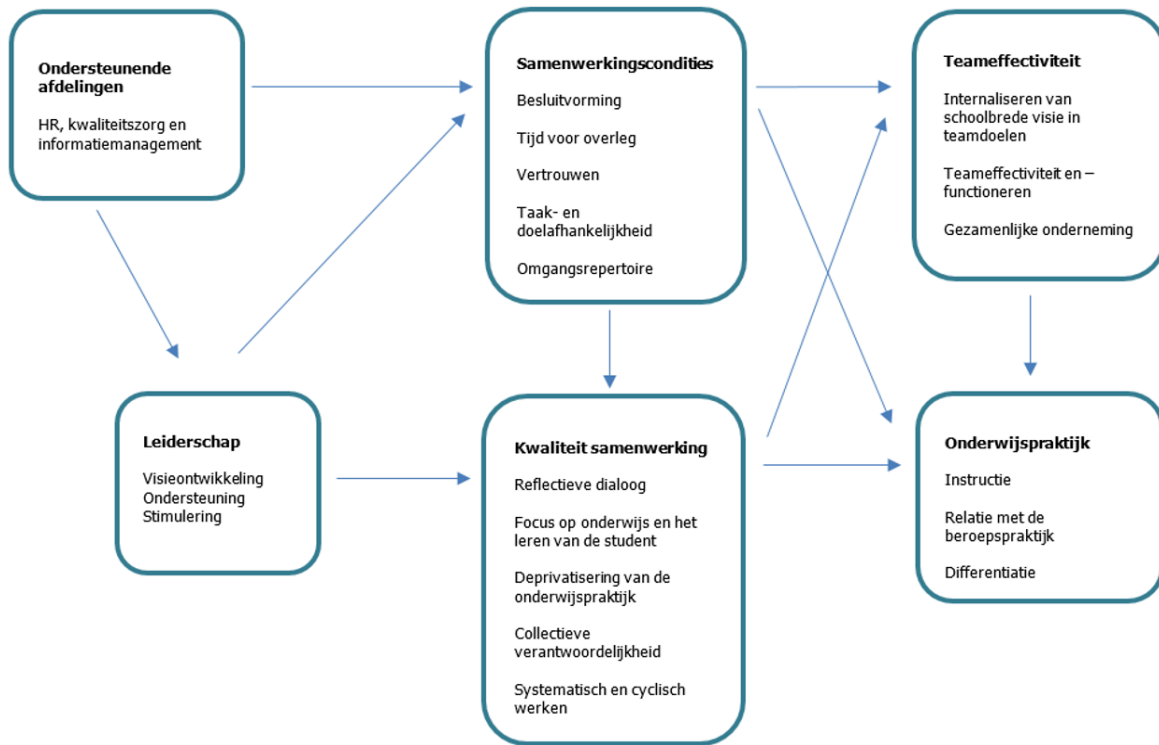 Ondersteunende
afdelingen
HR, kwaliteitszorg en
informatiemanagement
Samenwerkingscondities
Besluitvorming
Tijd voor overleg
Vertrouwen
Taak- en
doelafhankelijkheid
Omgangsrepertoire
Teameffectiviteit
Internaliseren van
schoolbrede visie in
teamdoelen
Teameffectiviteit en –
functioneren
Gezamenlijke onderneming
Leiderschap
Visieontwikkeling
Ondersteuning
Stimulering
Kwaliteit samenwerking
Reflectieve dialoog
Focus op onderwijs en het
leren van de student
Deprivatisering van de
onderwijspraktijk
Collectieve
verantwoordelijkheid
Systematisch en cyclisch
werken
Onderwijspraktijk
Instructie
Relatie met de
beroepspraktijk
Differentiatie